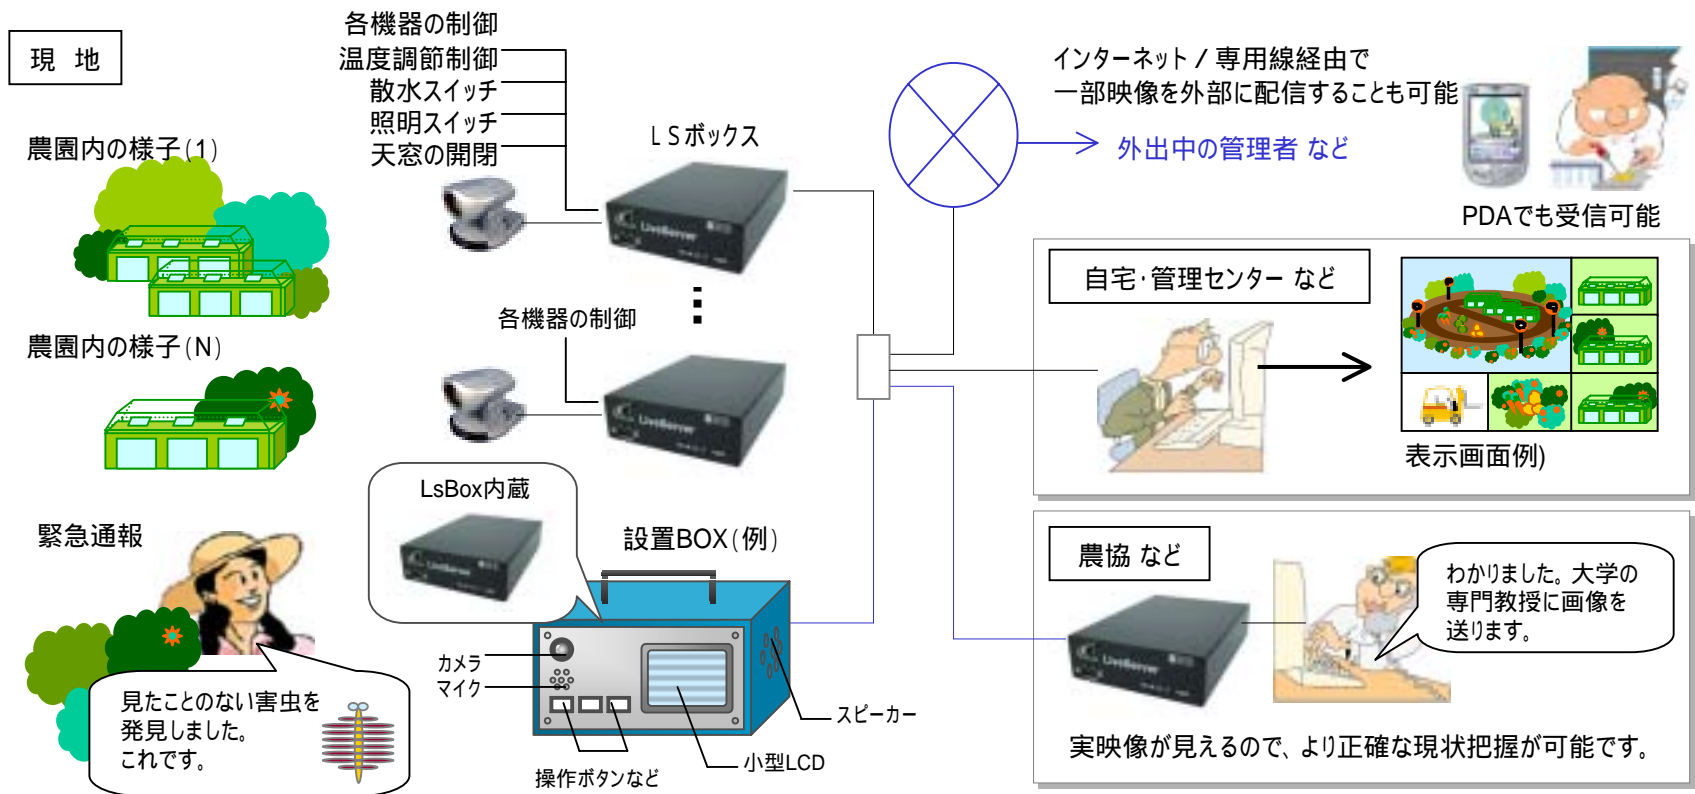 現 地
各機器の制御
温度調節制御
散水スイッチ
照明スイッチ
天窓の開閉
農園内の様子(1)
LSボックス
LiveServer
インターネット / 専用線経由で
一部映像を外部に配信することも可能
外出中の管理者 など
PDAでも受信可能
農園内の様子(N)
各機器の制御
LiveServer
自宅・管理センター など
表示画面例)
緊急通報
見たことのない害虫を
発見しました。
これです。
LsBox内蔵
設置BOX(例)
カメラ
マイク
操作ボタンなど
小型LCD
スピーカー
農協 など
LiveServer
わかりました。大学の
専門教授に画像を
送ります。
実映像が見えるので、より正確な現状把握が可能です。